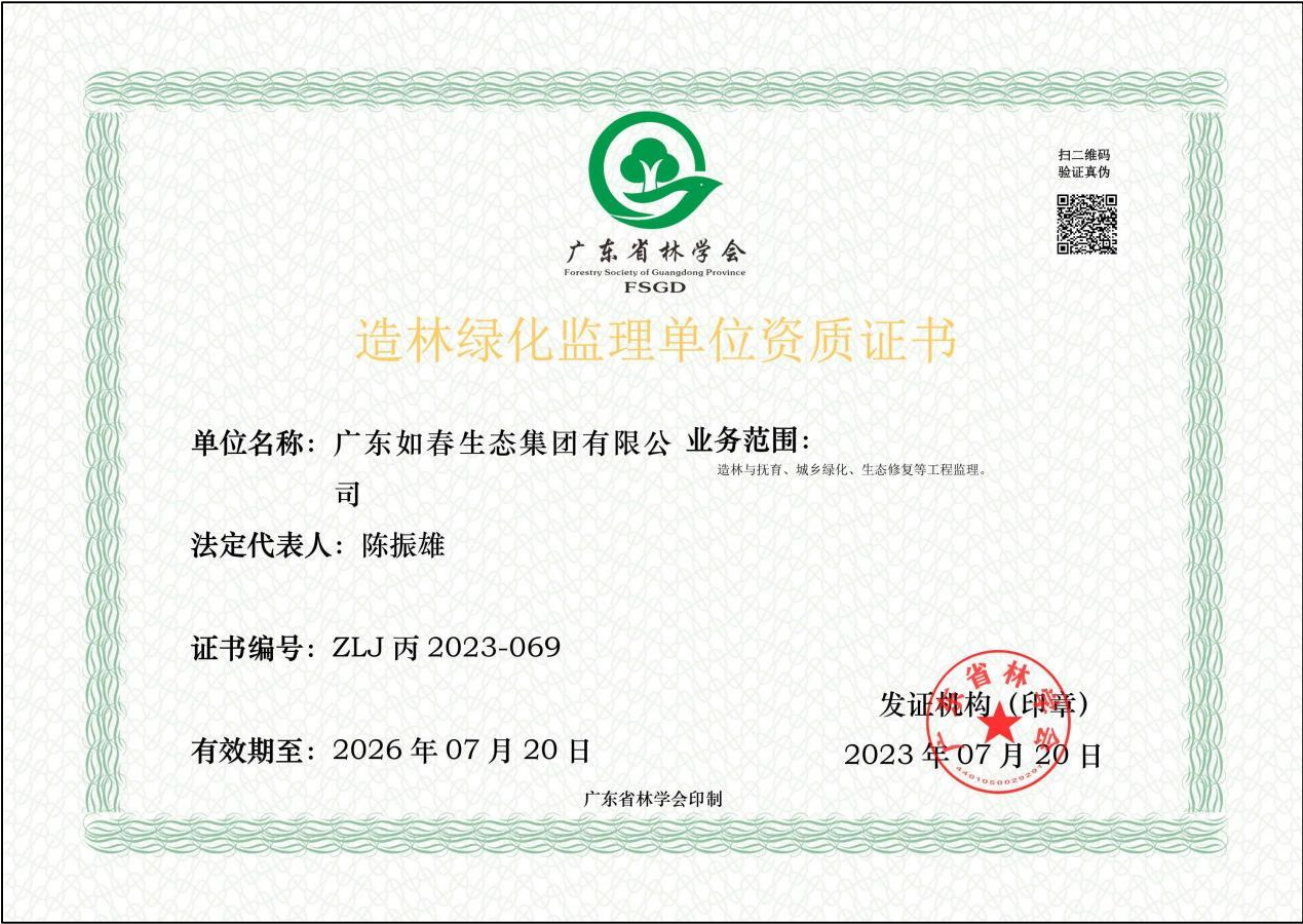 扫二维码
验证真伪
广东省林学会
Forestry Society of Guangdong Province
FSGD
造林绿化监理单位资质证书
单位名称：广东如春生态集团有限公
司
业务范围：
造林与抚育、城乡绿化、生态修复等工程监理。
法定代表人：陈振雄
证书编号：ZLJ 丙 2023-069
有效期至：2026 年 07 月 20 日
发证机构（印章）
2023 年 07 月 20 日
广东省林学会
广东省林学会印制